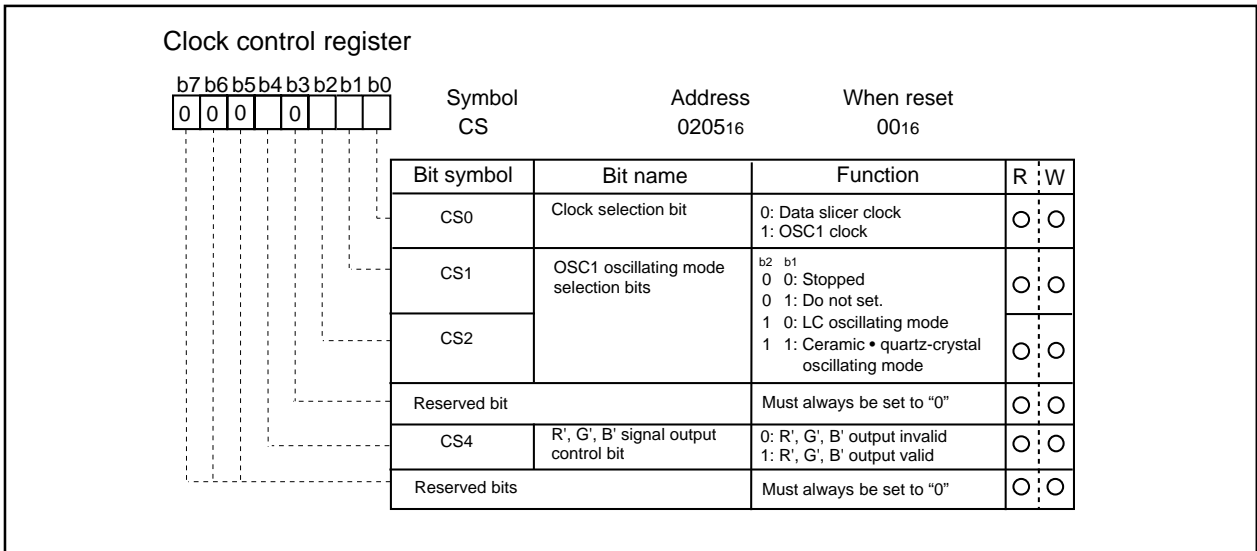 Clock control register
b7 b6 b5 b4 b3 b2 b1 b0
0 0 0 0
Symbol Address When reset
CS 020516 0016
Bit symbol Bit name Function R W
CS0 Clock selection bit 0: Data slicer clock
1: OSC1 clock
CS1 OSC1 oscillating mode
selection bits
b2 b1
0 0: Stopped
0 1: Do not set.
1 0: LC oscillating mode
1 1: Ceramic • quartz-crystal
oscillating mode
CS2
Reserved bit Must always be set to “0”
CS4 R', G', B' signal output
control bit
0: R', G', B' output invalid
1: R', G', B' output valid
Reserved bits Must always be set to “0”